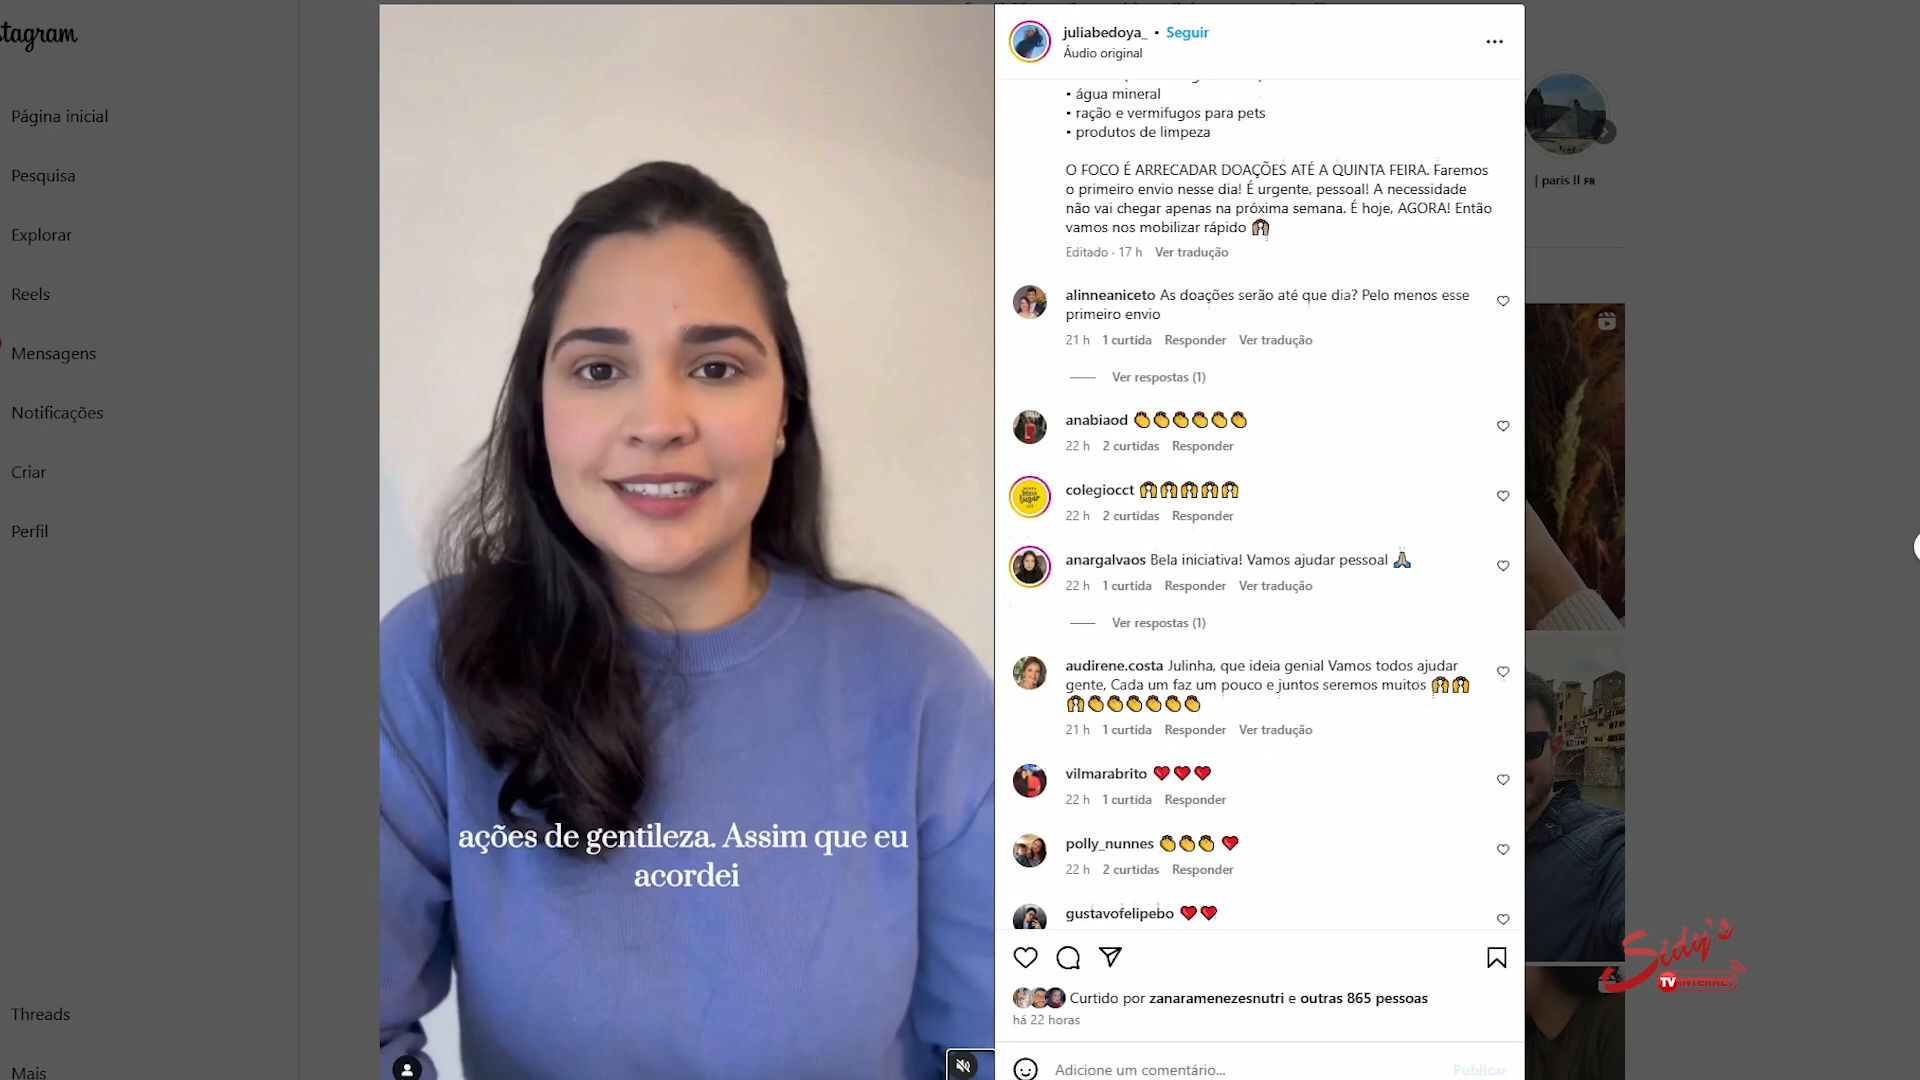 tagram
Página inicial
Pesquisa
Explorar
Reels
Mensagens
Notificações
Criar
Perfil
Threads
Mais
ações de gentileza. Assim que eu
acordei
juliabedoya_ • Seguir
Áudio original
• água mineral
• ração e vermifugos para pets
• produtos de limpeza
O FOCO É ARRECADAR DOAÇÕES ATÉ A QUINTA FEIRA. Faremos
o primeiro envio nesse dia! É urgente, pessoal! A necessidade
não vai chegar apenas na próxima semana. É hoje, AGORA! Então
vamos nos mobilizar rápido 🙌🏽
Editado · 17 h Ver tradução
alinneaniceto As doações serão até que dia? Pelo menos esse
primeiro envio
21 h 1 curtida Responder Ver tradução
Ver respostas (1)
anabiaod 👏👏👏👏👏👏
22 h 2 curtidas Responder
colegiocct 🙌🙌🙌🙌🙌
22 h 2 curtidas Responder
anargalvaos Bela iniciativa! Vamos ajudar pessoal 🙏🏽
22 h 1 curtida Responder Ver tradução
Ver respostas (1)
audirene.costa Julinha, que ideia genial Vamos todos ajudar
gente, Cada um faz um pouco e juntos seremos muitos 🙌🙌
🙌👏👏👏👏👏👏
21 h 1 curtida Responder Ver tradução
vilmarabrito ❤️❤️❤️
22 h 1 curtida Responder
polly_nunnes 👏👏👏❤️
22 h 2 curtidas Responder
gustavofelipebo ❤️❤️
Curtido por zanaramenezesnutri e outras 865 pessoas
há 22 horas
Adicione um comentário...
Publicar
| paris ll FR
Sidy's
TV INTERNET